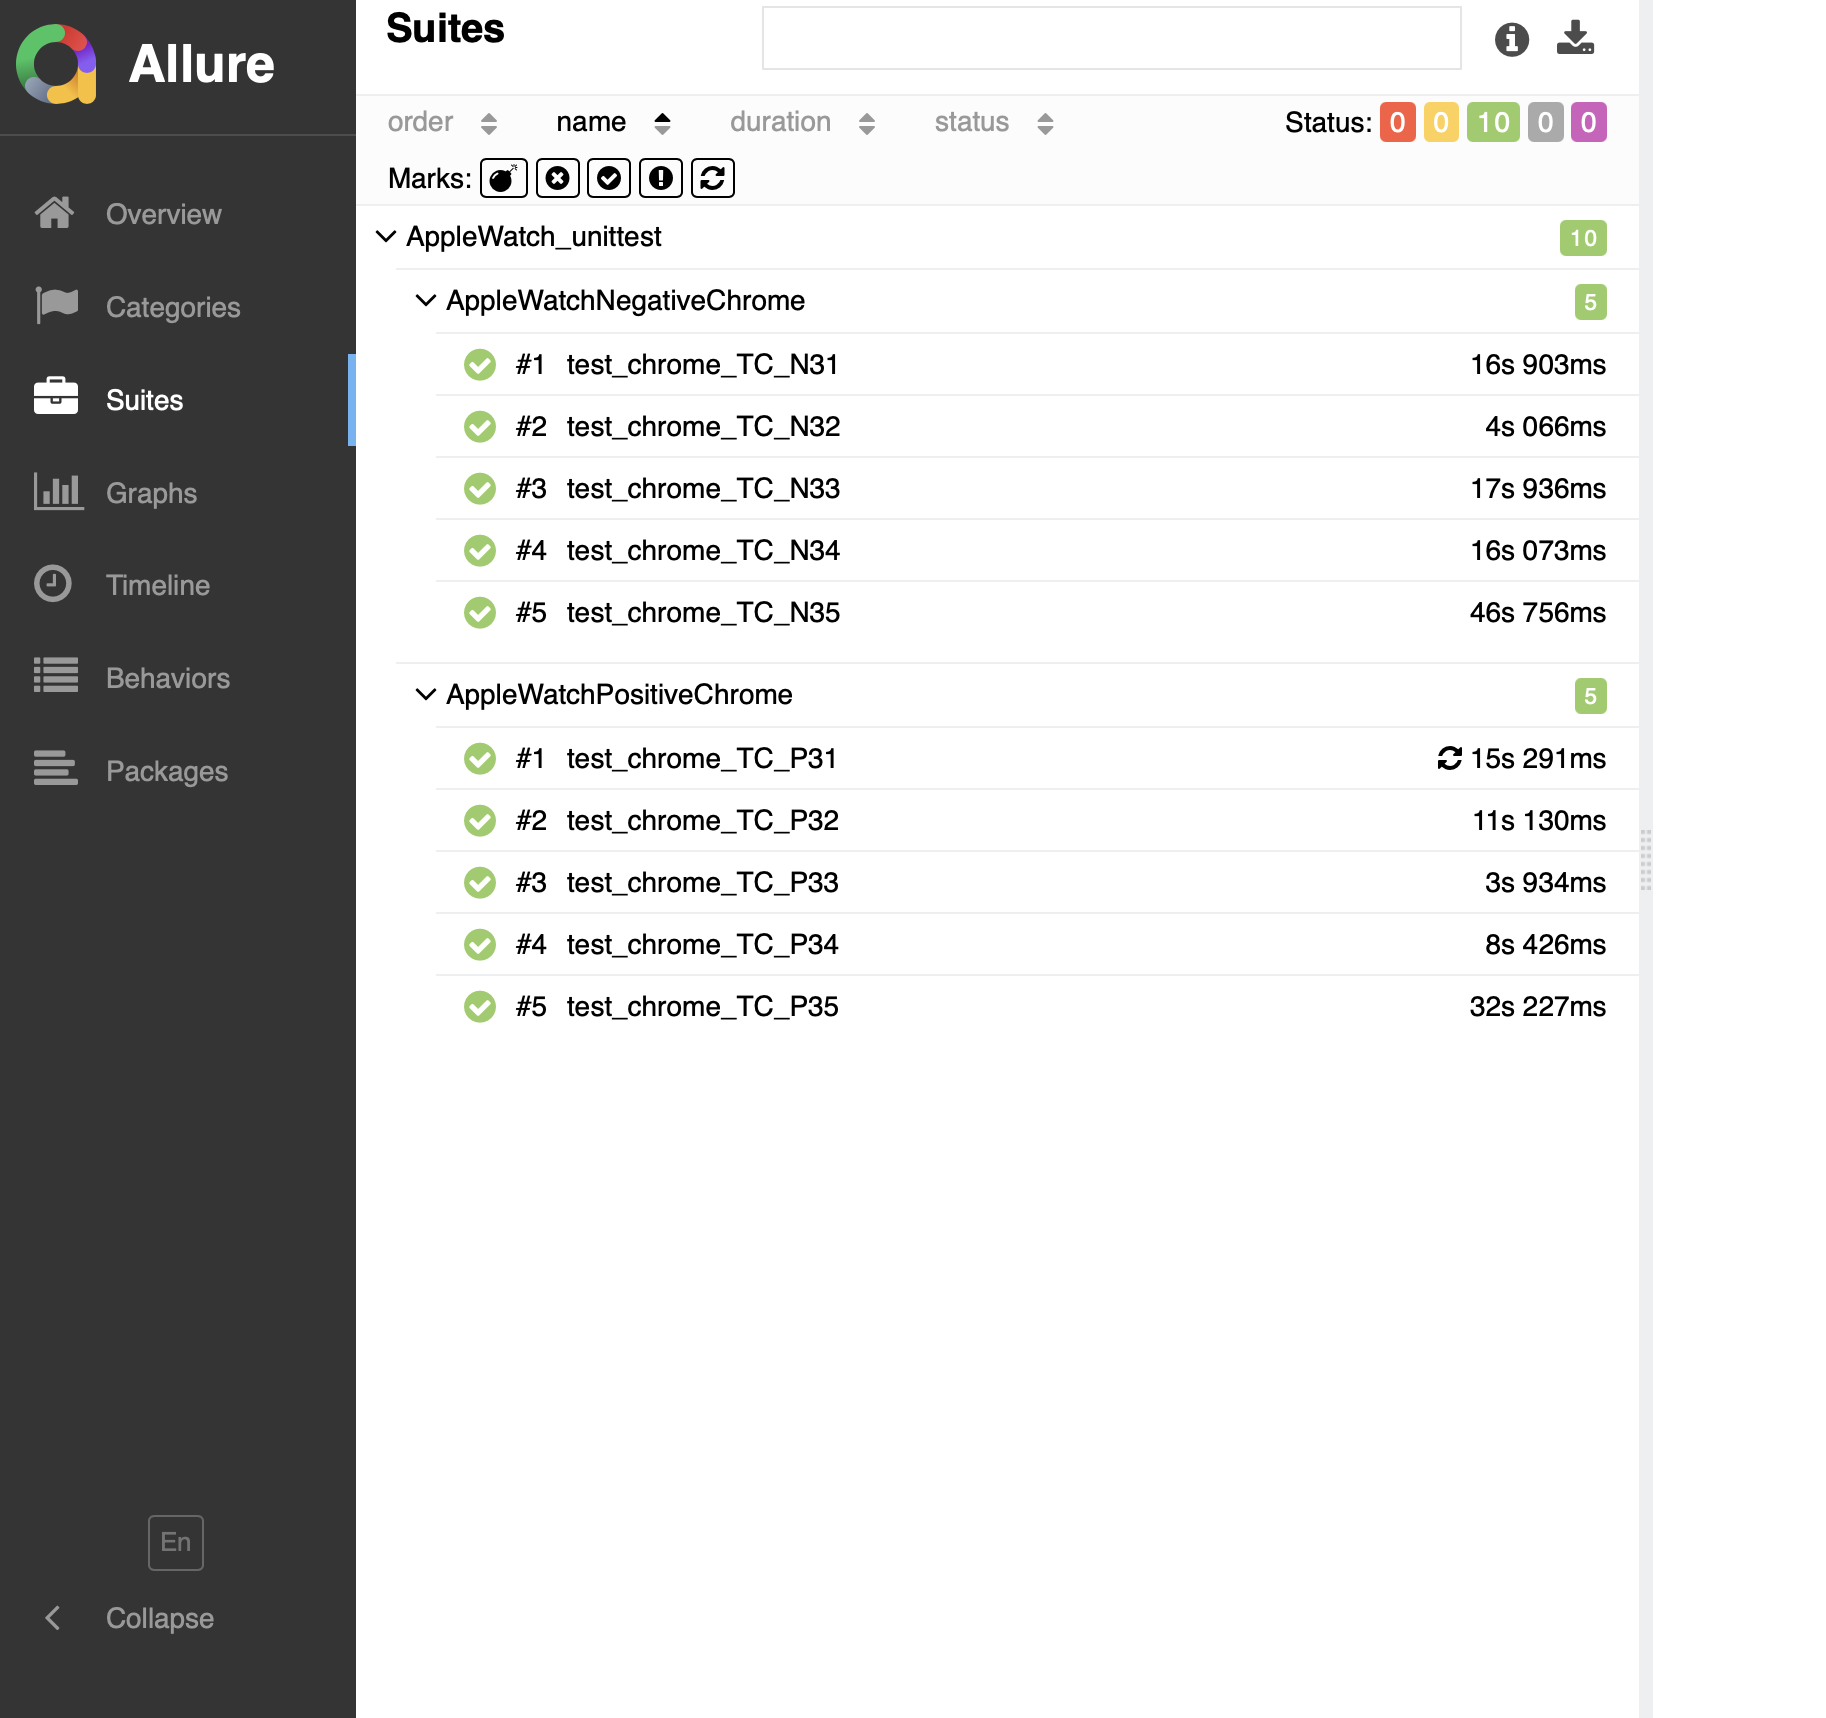 Allure
Overview
Categories
Suites
Graphs
Timeline
Behaviors
Packages
En
Collapse
Suites
order name duration status Status: 0 0 10 0 0
Marks:
AppleWatch_unittest 10
AppleWatchNegativeChrome 5
#1 test_chrome_TC_N31 16s 903ms
#2 test_chrome_TC_N32 4s 066ms
#3 test_chrome_TC_N33 17s 936ms
#4 test_chrome_TC_N34 16s 073ms
#5 test_chrome_TC_N35 46s 756ms
AppleWatchPositiveChrome 5
#1 test_chrome_TC_P31 15s 291ms
#2 test_chrome_TC_P32 11s 130ms
#3 test_chrome_TC_P33 3s 934ms
#4 test_chrome_TC_P34 8s 426ms
#5 test_chrome_TC_P35 32s 227ms